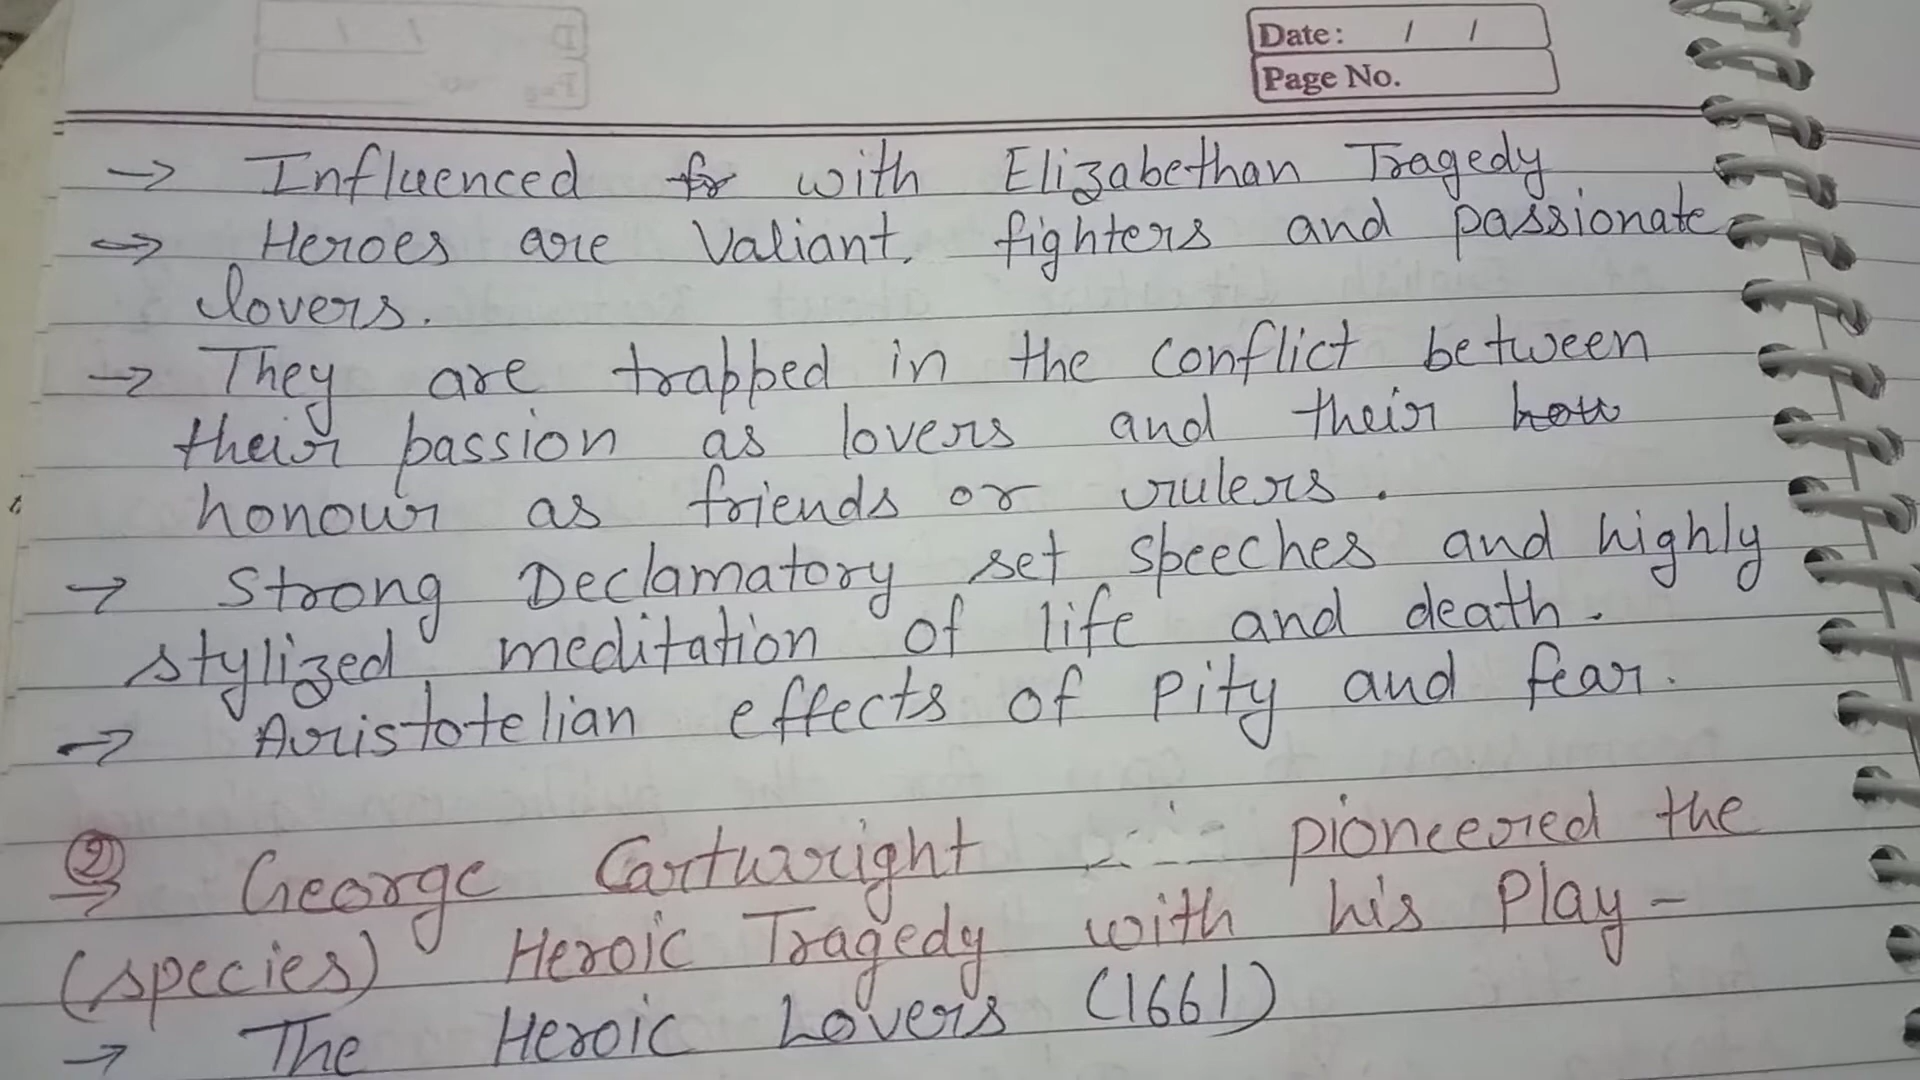 Date: / /
Page No.
→ Influenced with Elizabethan Tragedy
→ Heroes are Valiant, fighters and passionate
lovers.
→ They are trapped in the conflict between
their passion as lovers and their
honour as friends or rulers.
→ Strong Declamatory set speeches and highly
stylized meditation of life and death.
→ Aristotelian effects of Pity and fear.
② George Cartwright pioneered the
(species) Heroic Tragedy with his Play-
→ The Heroic Lovers (1661)